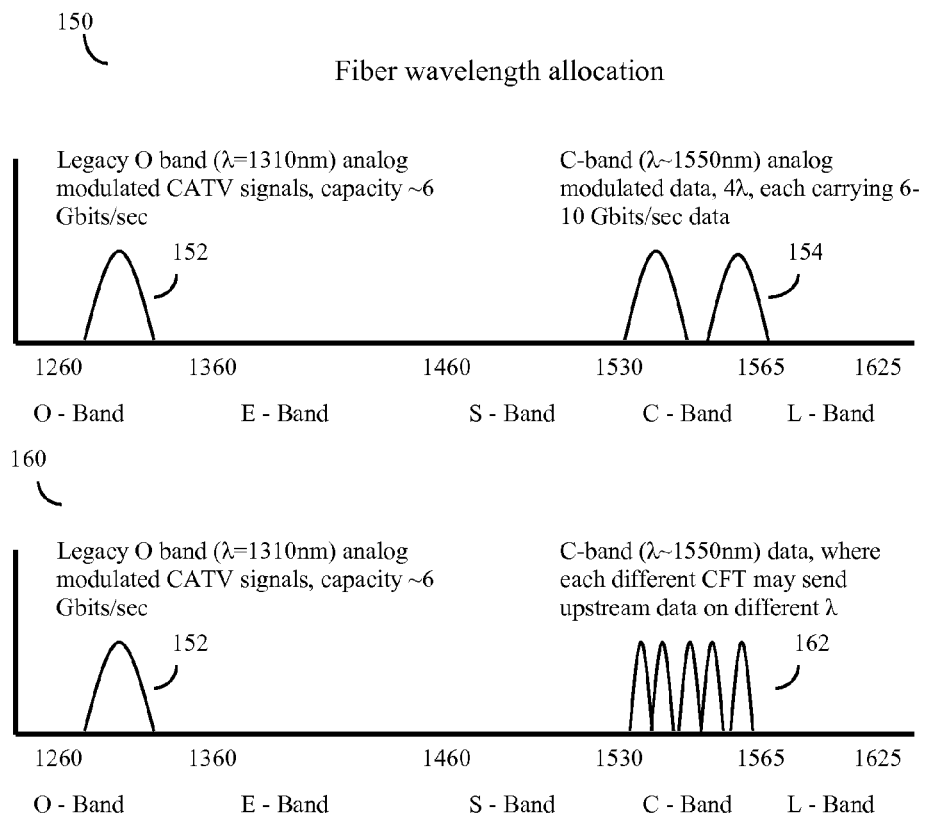 150
Fiber wavelength allocation
Legacy O band (λ=1310nm) analog
modulated CATV signals, capacity ~6
Gbits/sec
C-band (λ~1550nm) analog
modulated data, 4λ, each carrying 6-
10 Gbits/sec data
152
154
1260 1360 1460 1530 1565 1625
O - Band E - Band S - Band C - Band L - Band
160
Legacy O band (λ=1310nm) analog
modulated CATV signals, capacity ~6
Gbits/sec
C-band (λ~1550nm) data, where
each different CFT may send
upstream data on different λ
152
162
1260 1360 1460 1530 1565 1625
O - Band E - Band S - Band C - Band L - Band